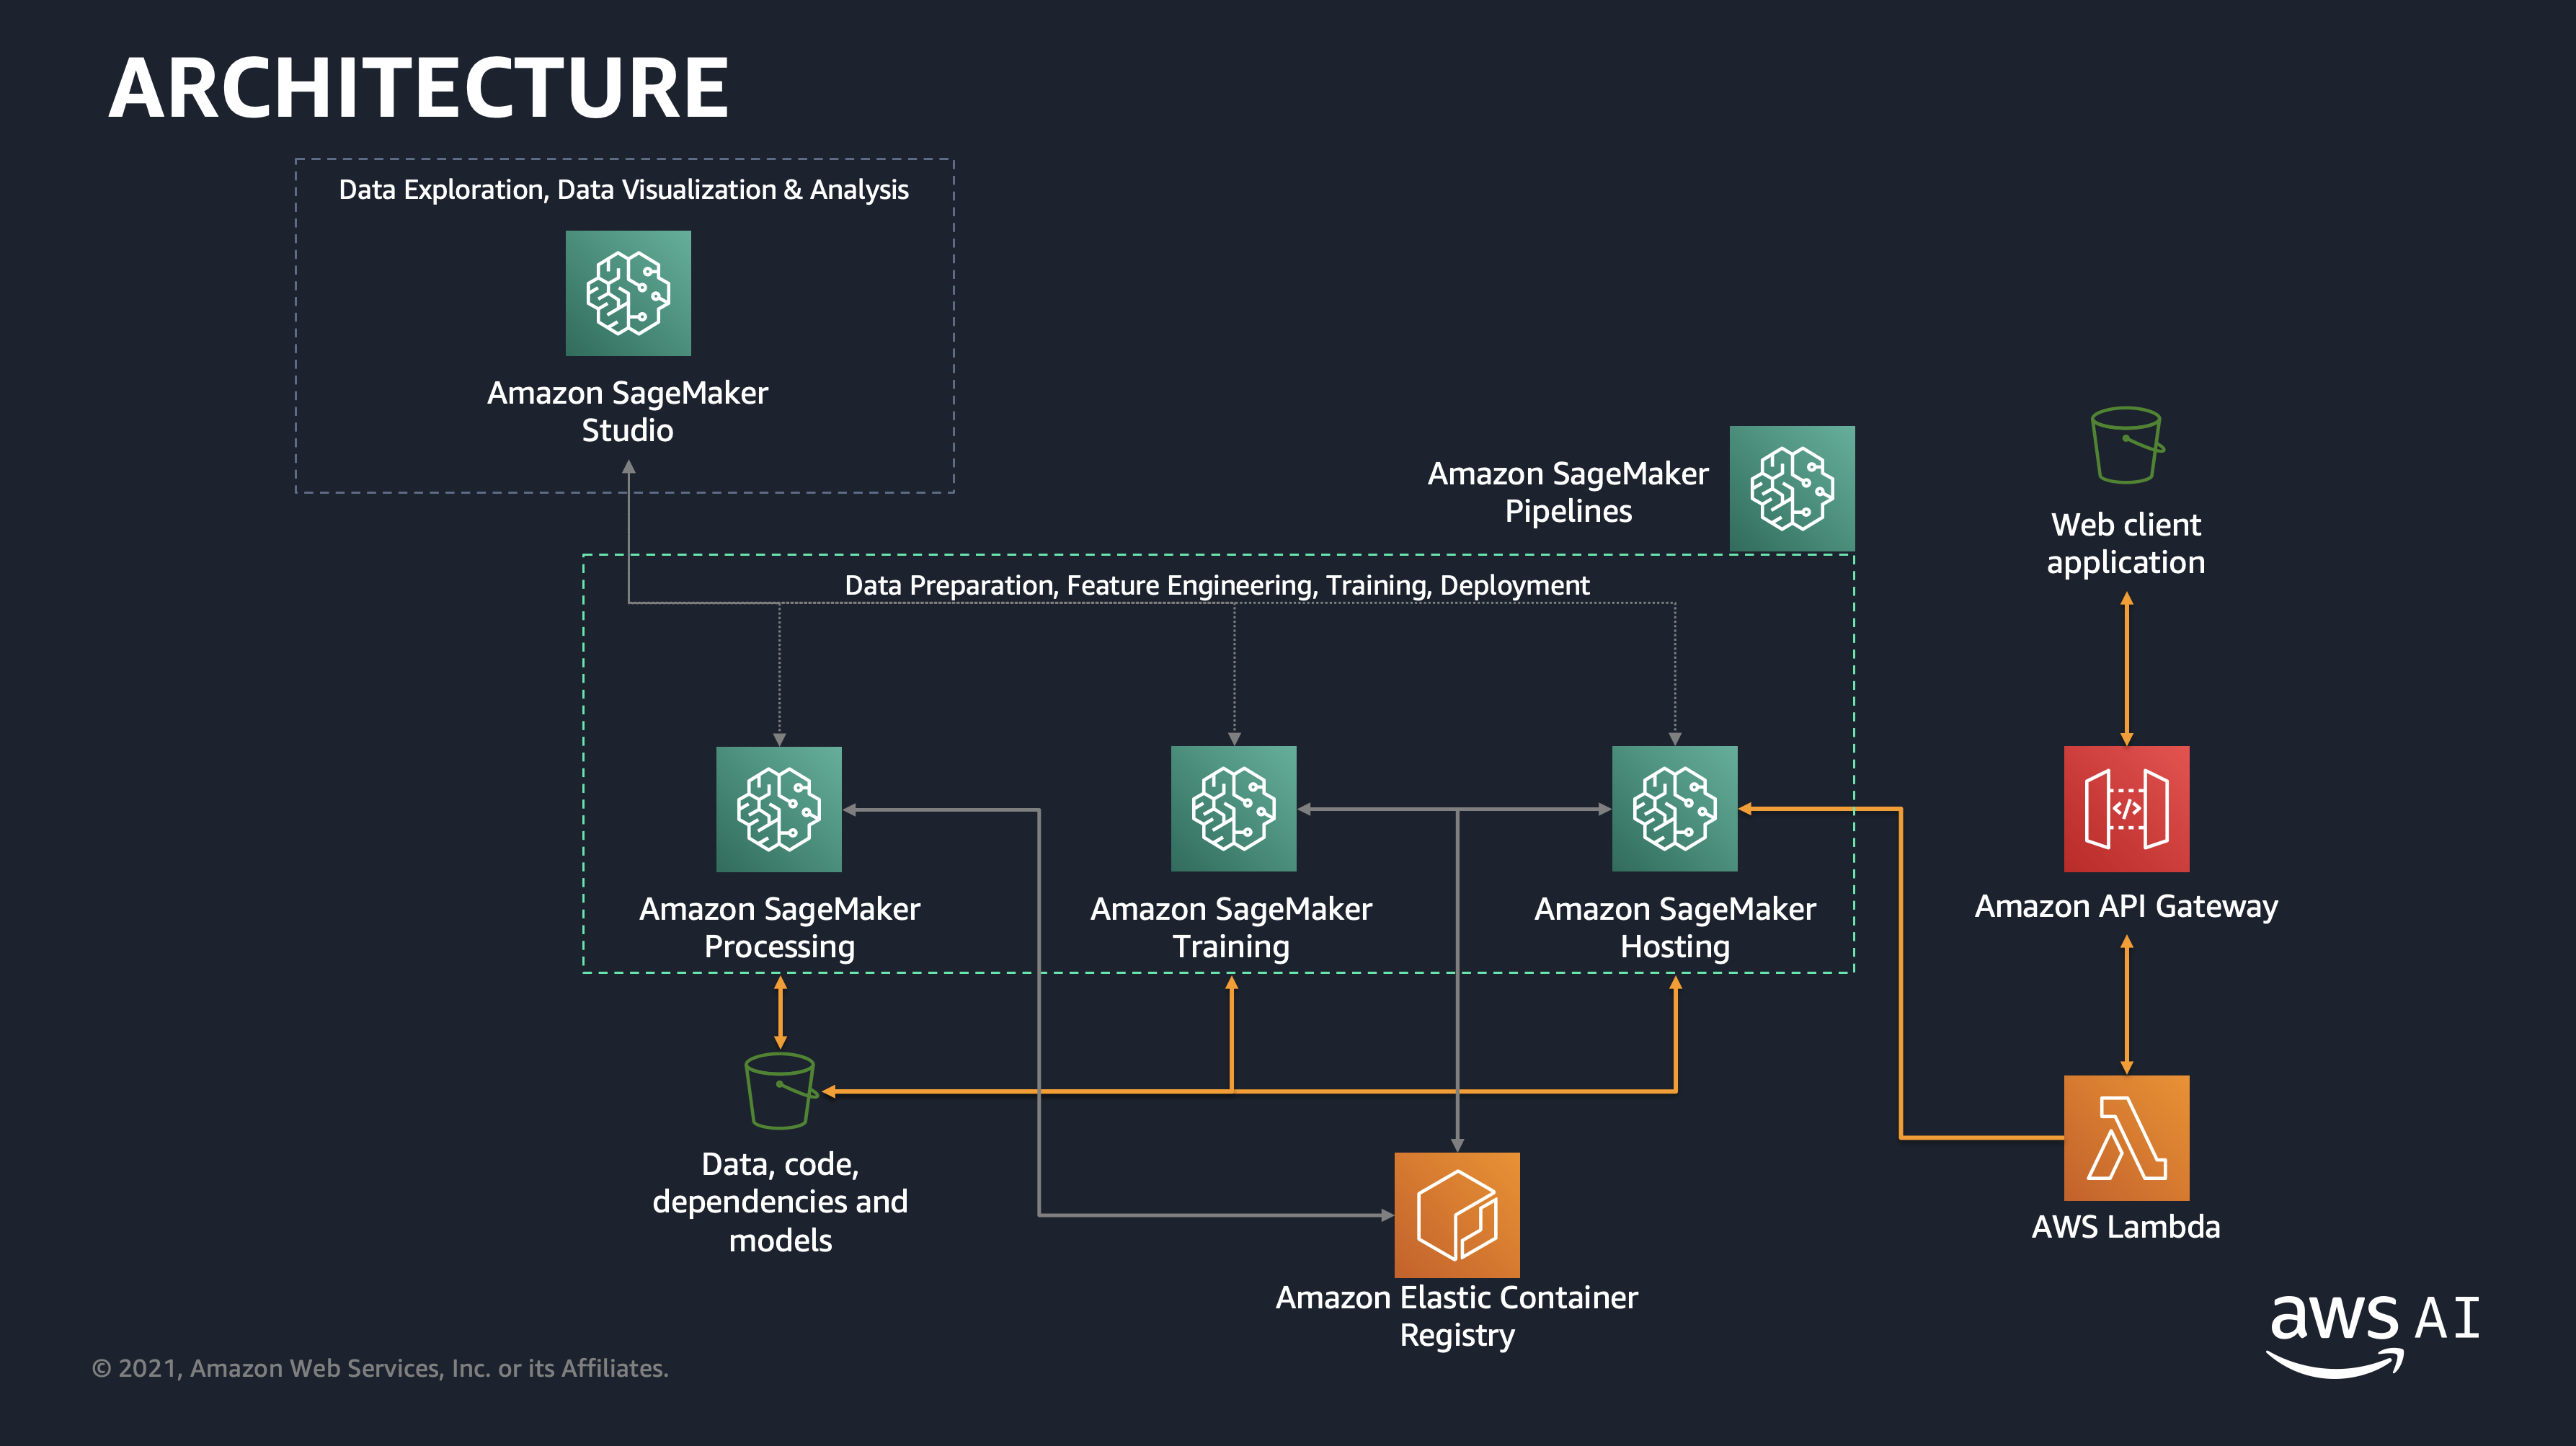 ARCHITECTURE
Data Exploration, Data Visualization & Analysis
Amazon SageMaker
Studio
Amazon SageMaker
Pipelines
Web client
application
Data Preparation, Feature Engineering, Training, Deployment
Amazon SageMaker
Processing
Amazon SageMaker
Training
Amazon SageMaker
Hosting
</>
Amazon API Gateway
Data, code,
dependencies and
models
Amazon Elastic Container
Registry
AWS Lambda
aws AI
© 2021, Amazon Web Services, Inc. or its Affiliates.